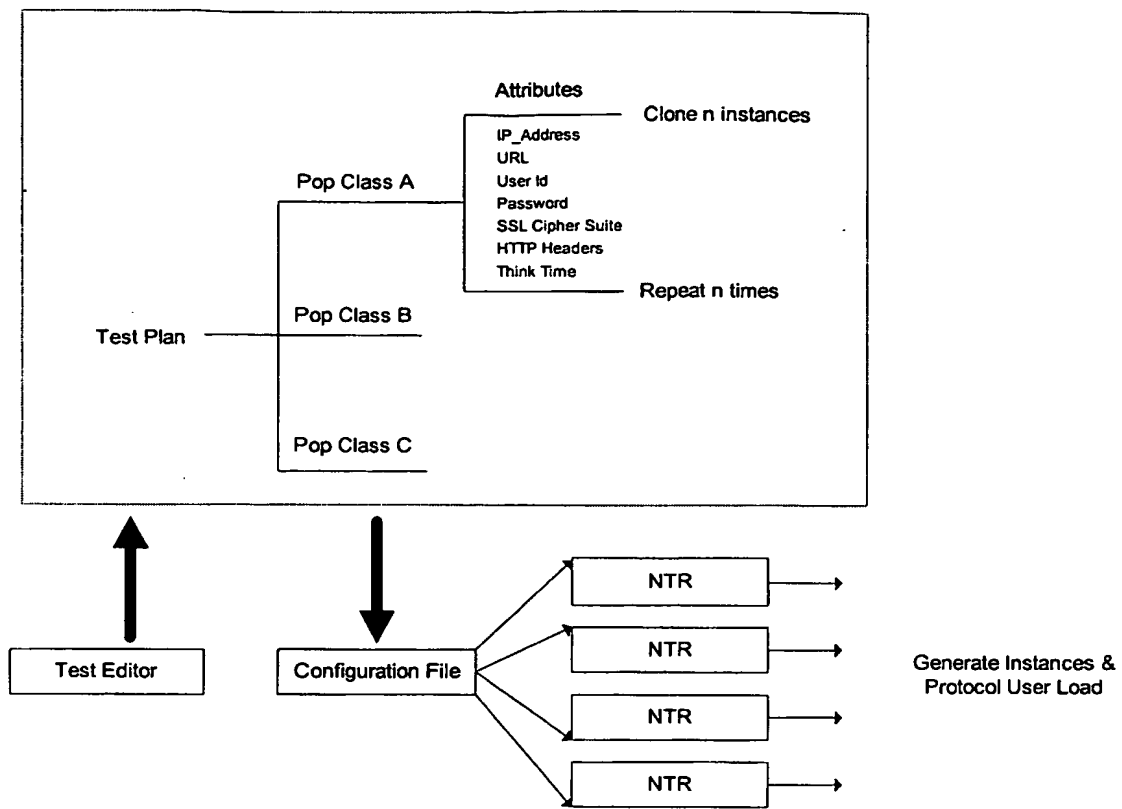 Attributes
Clone n instances
IP_Address
URL
User Id
Password
SSL Cipher Suite
HTTP Headers
Think Time
Repeat n times
Pop Class A
Pop Class B
Test Plan
Pop Class C
Test Editor
Configuration File
NTR
NTR
NTR
NTR
Generate Instances &
Protocol User Load